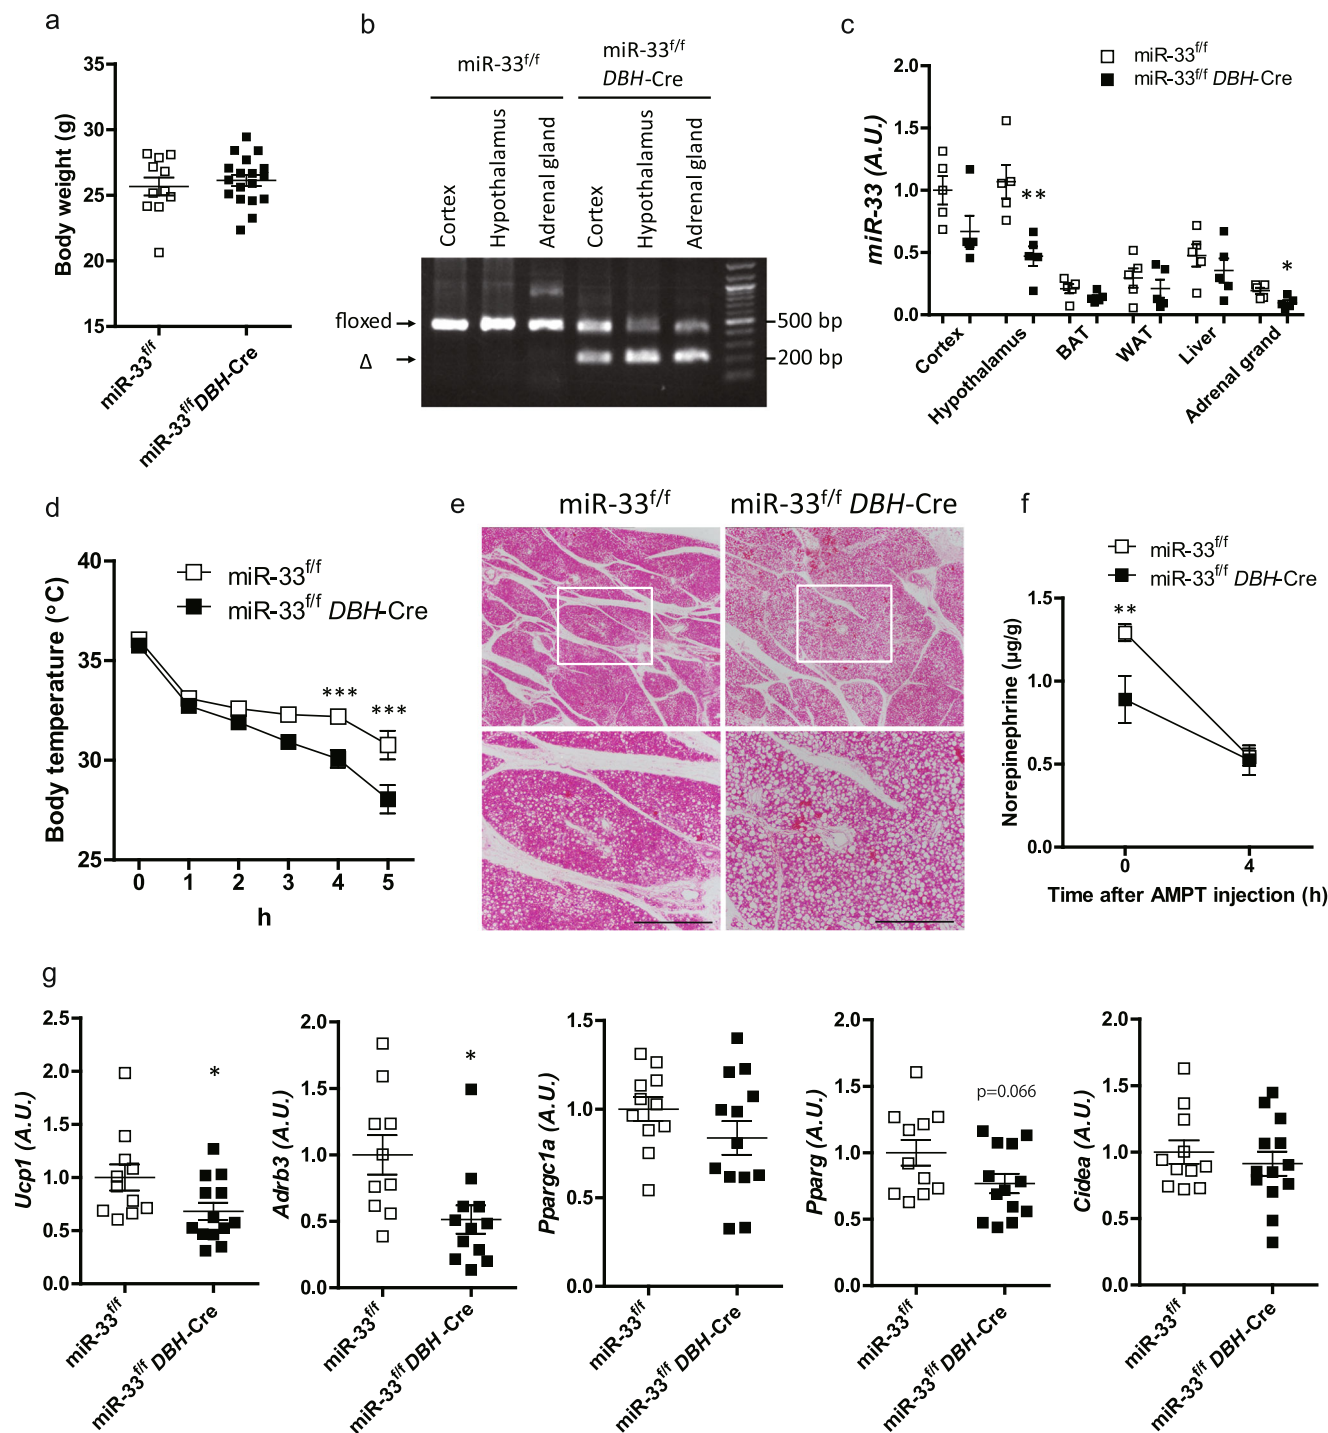 a
Body weight (g)
35
30
25
20
15
miR-33f/f
miR-33f/f DBH-Cre
b
miR-33f/f
miR-33f/f
DBH-Cre
Cortex
Hypothalamus
Adrenal gland
Cortex
Hypothalamus
Adrenal gland
floxed
Δ
500 bp
200 bp
c
miR-33f/f
miR-33f/f DBH-Cre
miR-33 (A.U.)
2.0
1.5
1.0
0.5
0.0
**
*
Cortex
Hypothalamus
BAT
WAT
Liver
Adrenal grand
d
miR-33f/f
miR-33f/f DBH-Cre
Body temperature (°C)
40
35
30
25
***
***
0 1 2 3 4 5
h
e
miR-33f/f miR-33f/f DBH-Cre
f
miR-33f/f
miR-33f/f DBH-Cre
Norepinephrine (µg/g)
1.5
1.0
0.5
0.0
**
0 4
Time after AMPT injection (h)
g
Ucp1 (A.U.)
2.5
2.0
1.5
1.0
0.5
0.0
*
miR-33f/f
miR-33f/f DBH-Cre
Adrb3 (A.U.)
2.0
1.5
1.0
0.5
0.0
*
miR-33f/f
miR-33f/f DBH-Cre
Ppargc1a (A.U.)
1.5
1.0
0.5
0.0
miR-33f/f
miR-33f/f DBH-Cre
Pparg (A.U.)
2.0
1.5
1.0
0.5
0.0
p=0.066
miR-33f/f
miR-33f/f DBH-Cre
Cidea (A.U.)
2.0
1.5
1.0
0.5
0.0
miR-33f/f
miR-33f/f DBH-Cre